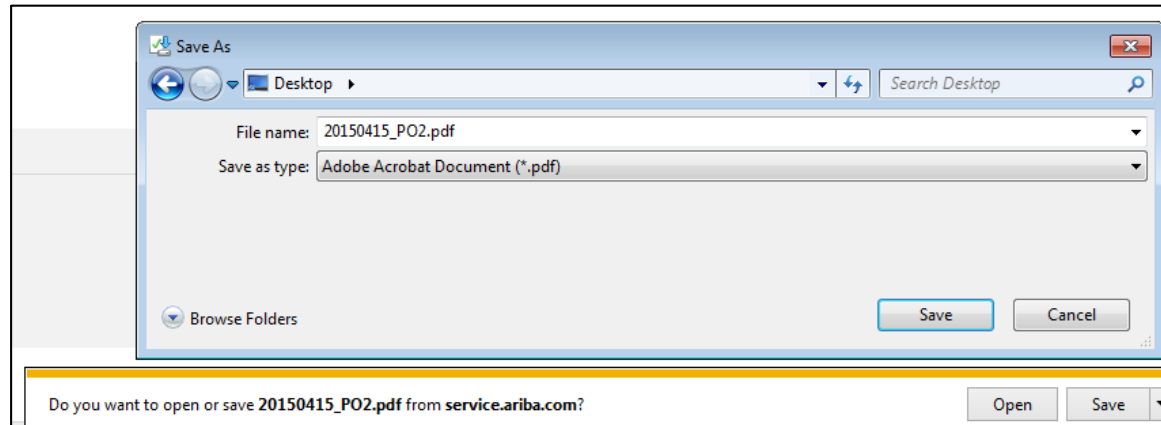 Save As
Desktop
Search Desktop
File name: 20150415_PO2.pdf
Save as type: Adobe Acrobat Document (*.pdf)
Browse Folders
Save Cancel
Do you want to open or save 20150415_PO2.pdf from service.ariba.com? Open Save